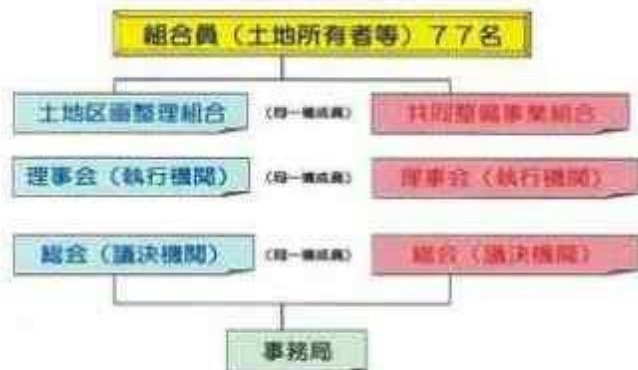 組合員（土地所有者等）７７名
土地区画整理組合 （同一構成員） 共同整備事業組合
理事会（執行機関） （同一構成員） 理事会（執行機関）
総会（議決機関） （同一構成員） 総会（議決機関）
事務局